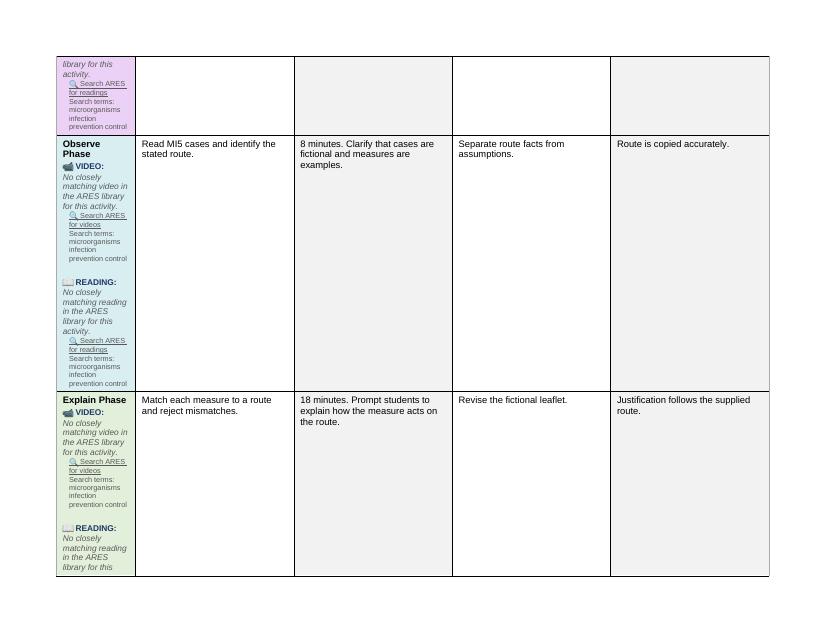 library for this
activity.
🔍 Search ARES
for readings
Search terms:
microorganisms
infection
prevention control
Observe
Phase
📹 VIDEO:
No closely
matching video in
the ARES library
for this activity.
🔍 Search ARES
for videos
Search terms:
microorganisms
infection
prevention control
📖 READING:
No closely
matching reading
in the ARES
library for this
activity.
🔍 Search ARES
for readings
Search terms:
microorganisms
infection
prevention control
Read MI5 cases and identify the
stated route.
8 minutes. Clarify that cases are
fictional and measures are
examples.
Separate route facts from
assumptions.
Route is copied accurately.
Explain Phase
📹 VIDEO:
No closely
matching video in
the ARES library
for this activity.
🔍 Search ARES
for videos
Search terms:
microorganisms
infection
prevention control
📖 READING:
No closely
matching reading
in the ARES
library for this
Match each measure to a route
and reject mismatches.
18 minutes. Prompt students to
explain how the measure acts on
the route.
Revise the fictional leaflet.
Justification follows the supplied
route.